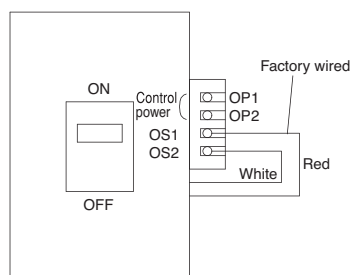 Factory wired
ON
Control
power
OP1
OP2
OS1
OS2
Red
White
OFF